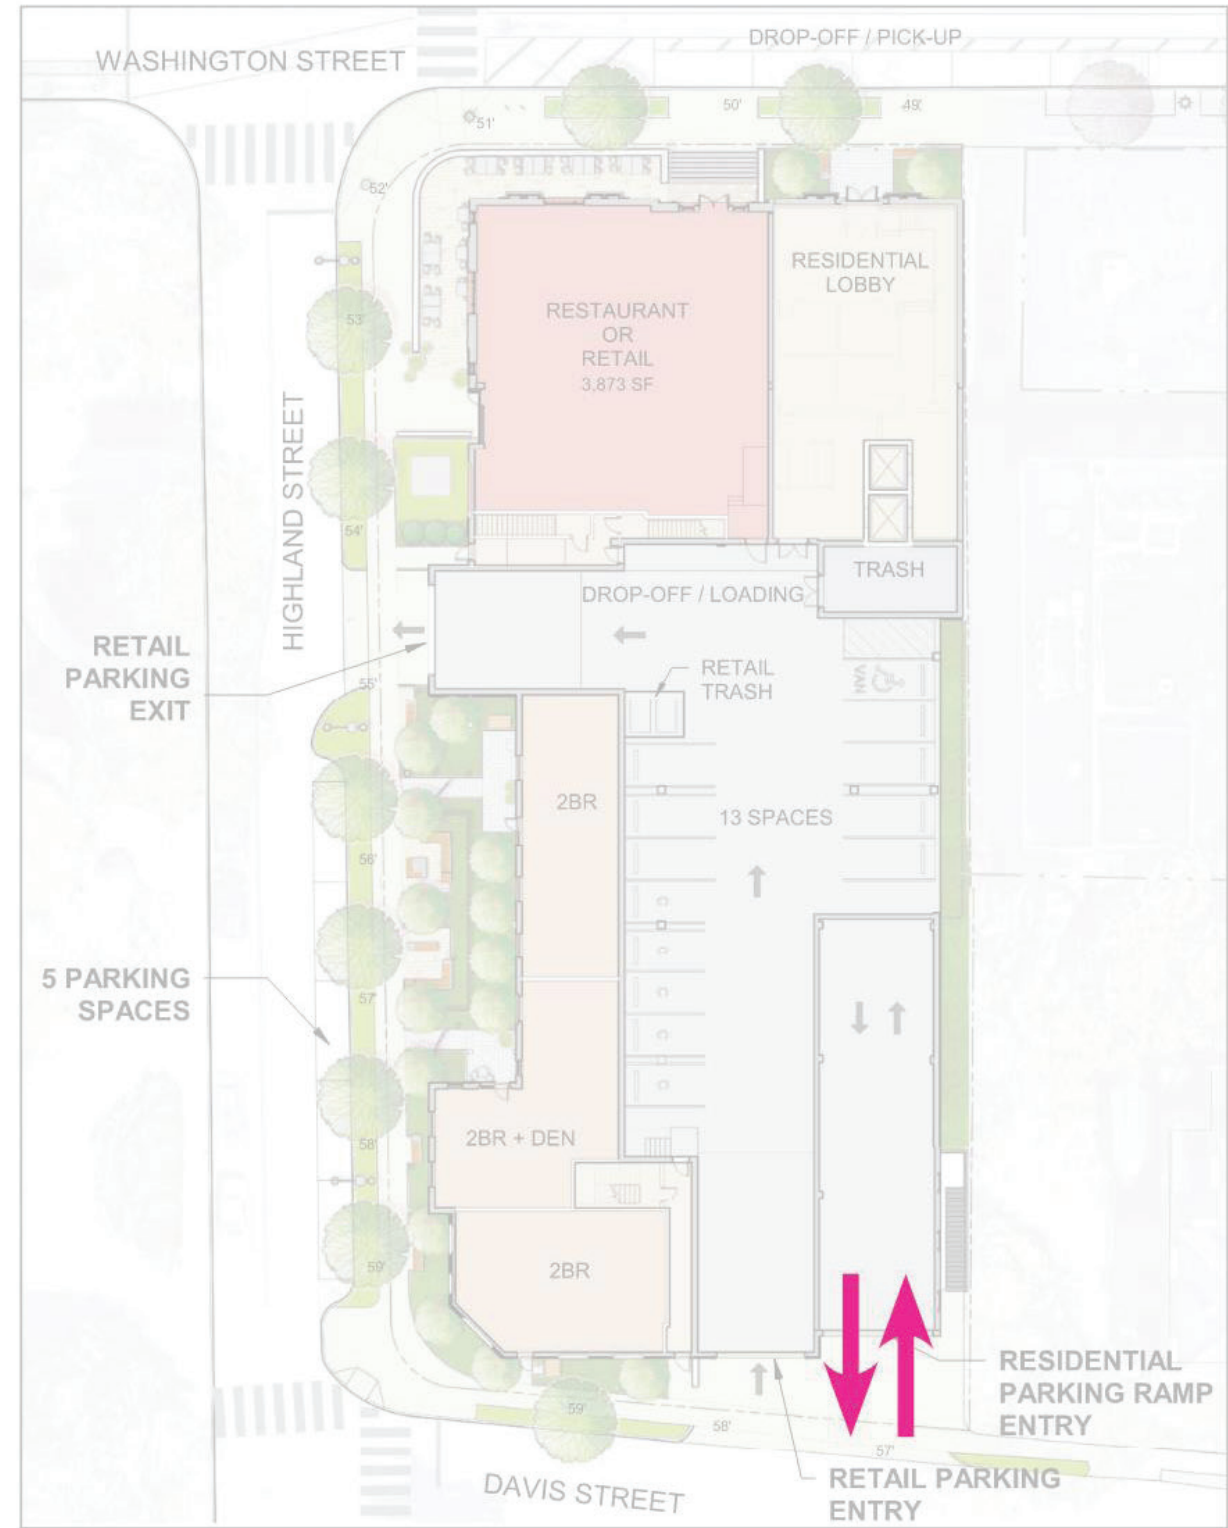 WASHINGTON STREET
DROP-OFF / PICK-UP
51'
50'
49'
52'
RESIDENTIAL
LOBBY
RESTAURANT
OR
RETAIL
3,873 SF
53'
HIGHLAND STREET
54'
TRASH
DROP-OFF / LOADING
RETAIL
PARKING
EXIT
RETAIL
TRASH
VAN
55'
2BR
13 SPACES
56'
C
C
C
C
C
5 PARKING
SPACES
57'
2BR + DEN
58'
2BR
59'
RESIDENTIAL
PARKING RAMP
ENTRY
59'
58'
57'
RETAIL PARKING
ENTRY
DAVIS STREET